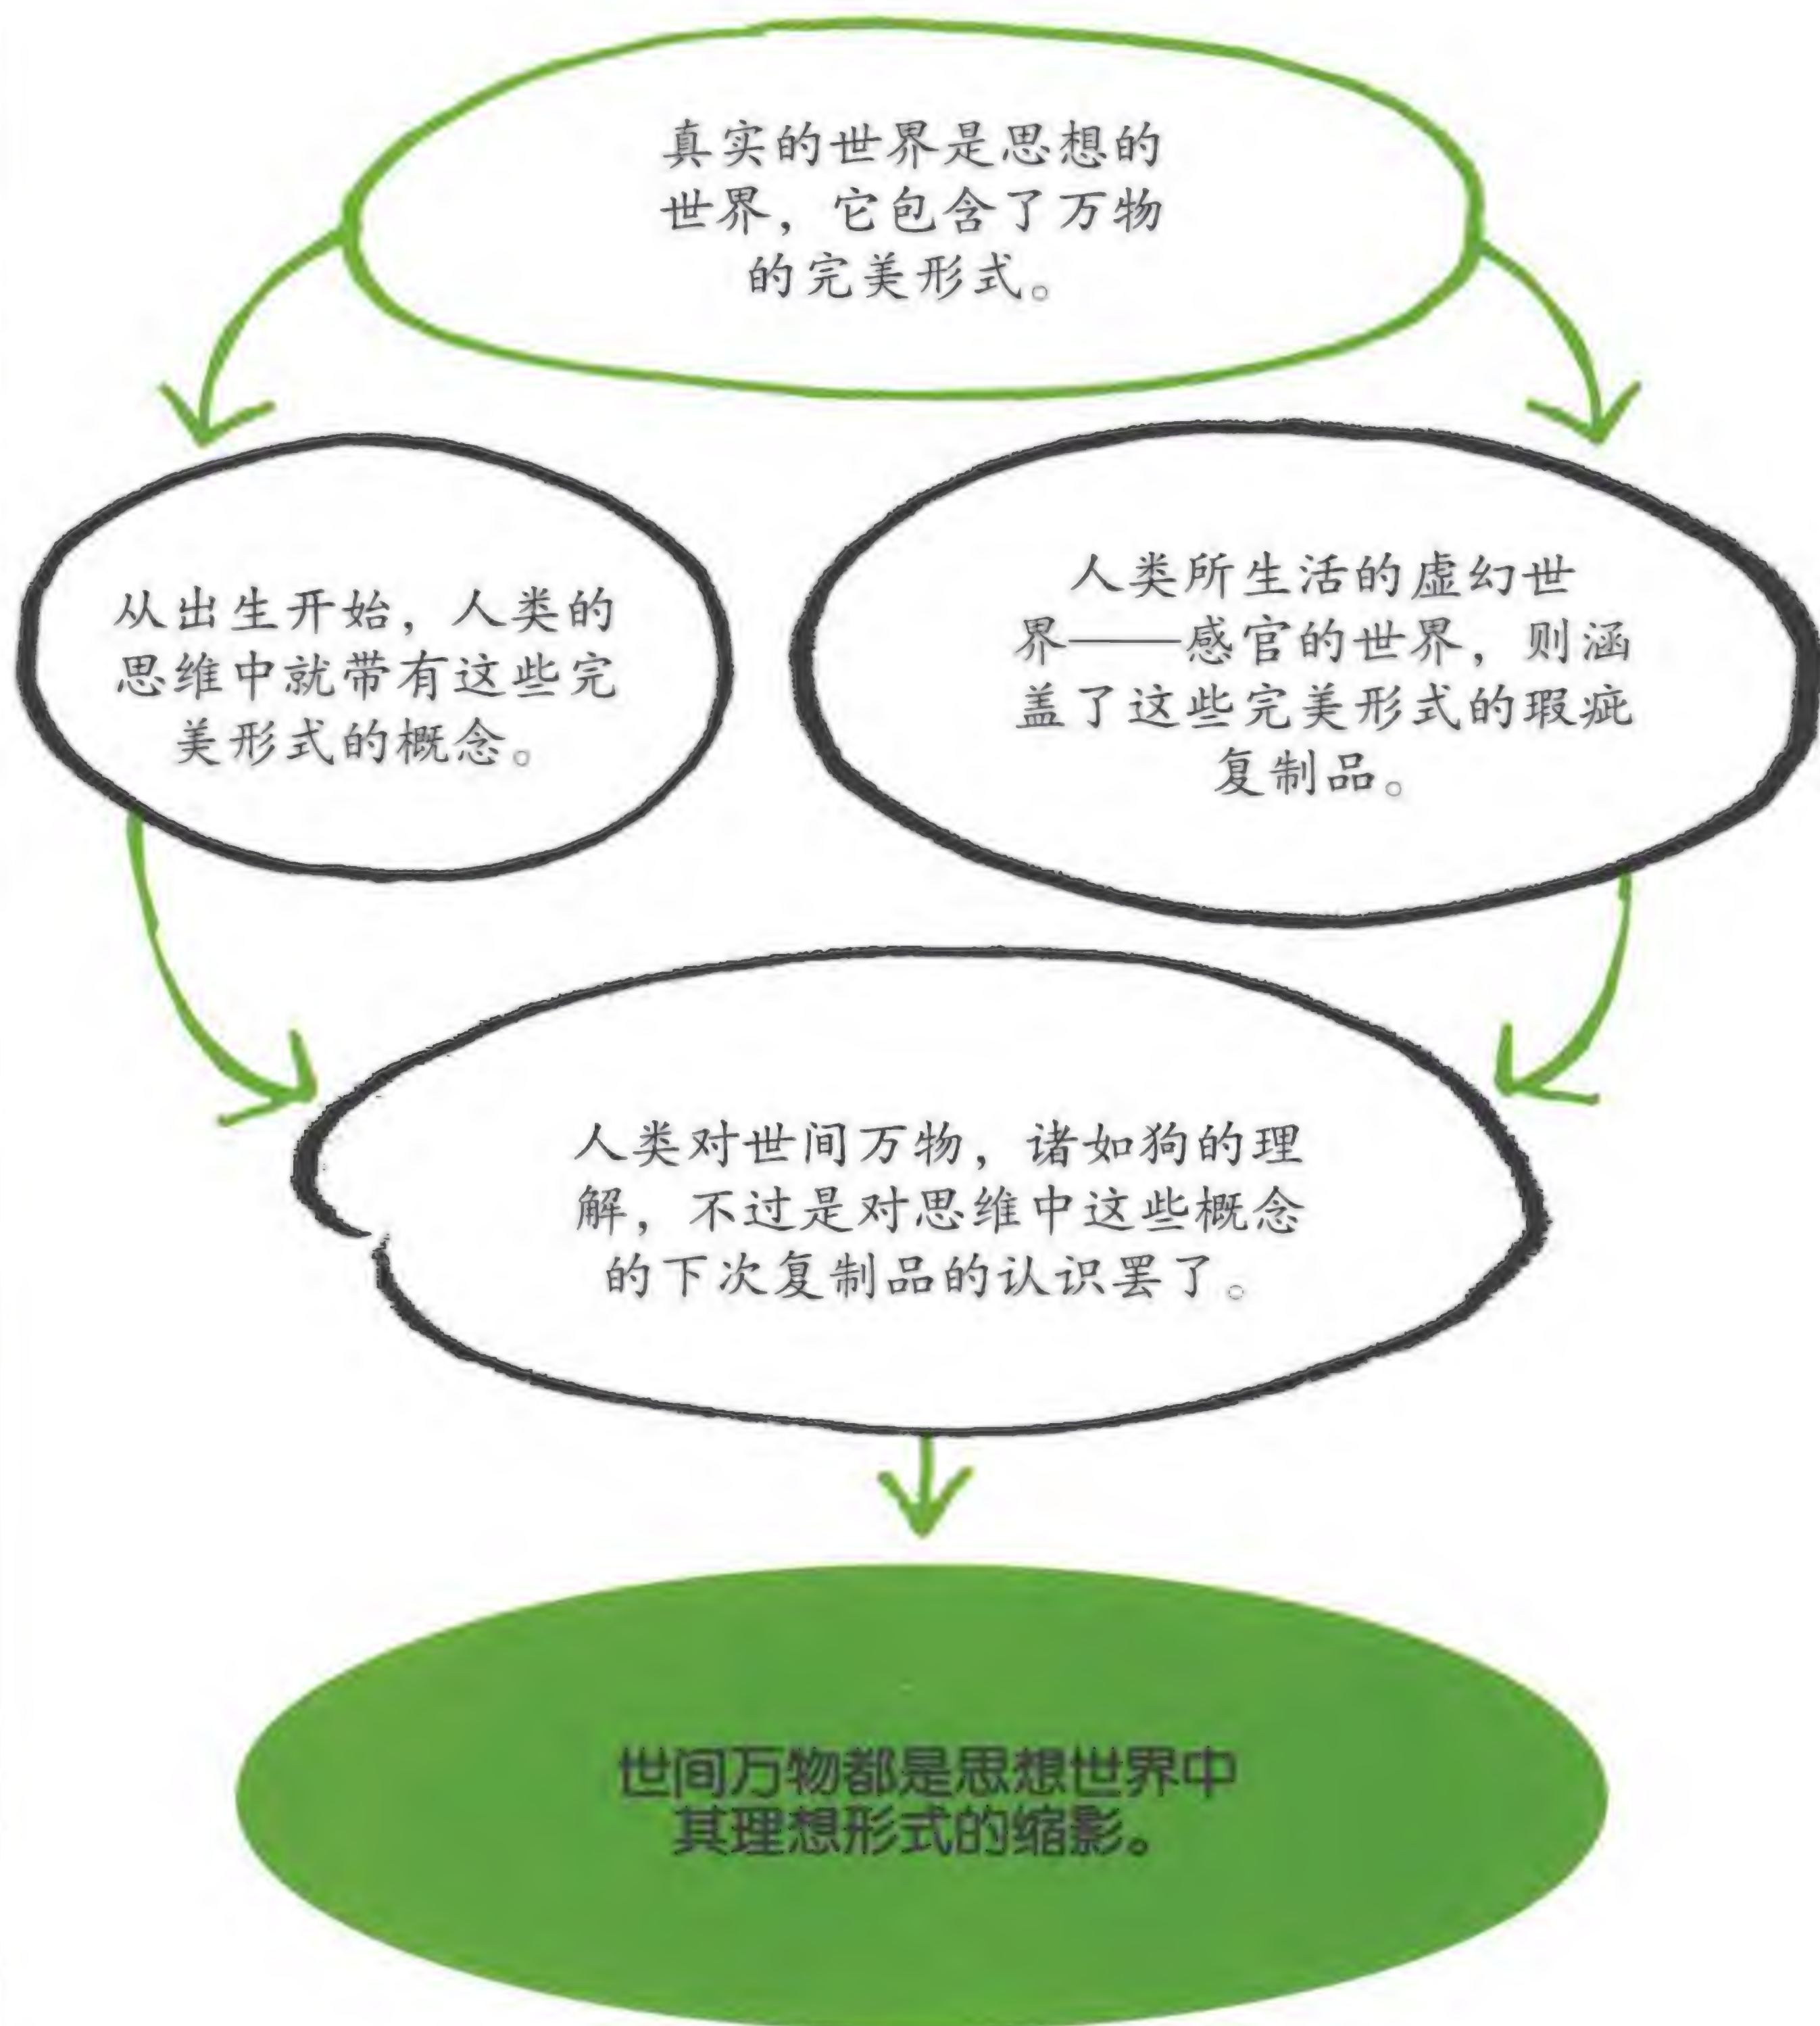 真实的世界是思想的
世界，它包含了万物
的完美形式。
从出生开始，人类的
思维中就带有这些完
美形式的概念。
人类所生活的虚幻世
界——感官的世界，则涵
盖了这些完美形式的瑕疵
复制品。
人类对世间万物，诸如狗的理
解，不过是对思维中这些概念
的下次复制品的认识罢了。
世间万物都是思想世界中
其理想形式的缩影。